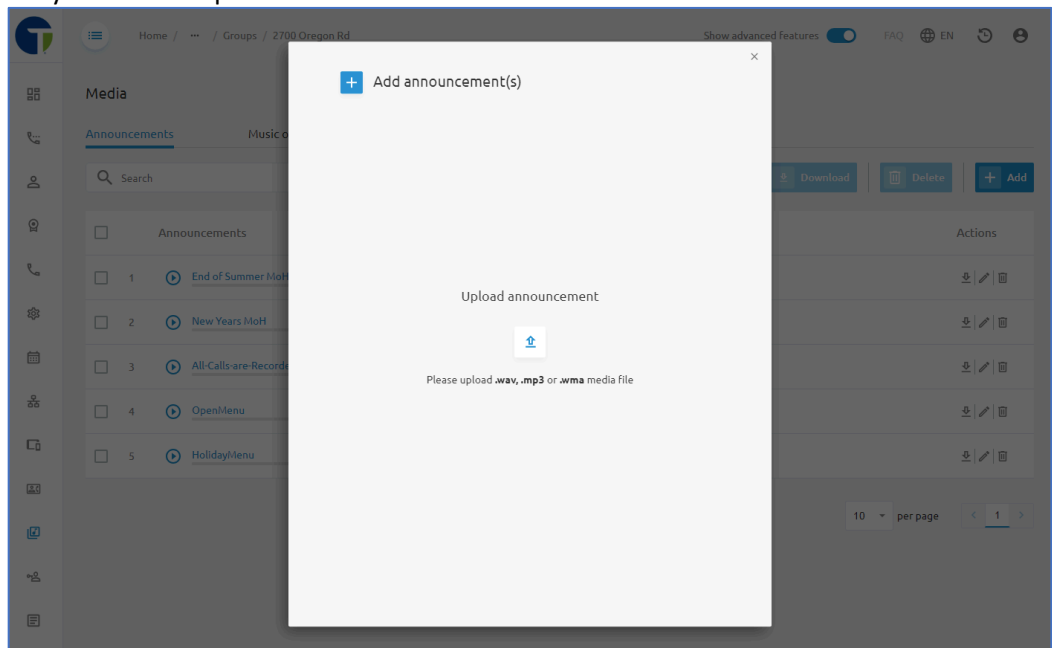 Home / ··· / Groups / 2700 Oregon Rd
Show advanced features
FAQ
EN
Media
Announcements
Music o
Search
Download
Delete
+ Add
Announcements
Actions
1 End of Summer MoH
2 New Years MoH
3 All-Calls-are-Recorde
4 OpenMenu
5 HolidayMenu
10 per page
< 1 >
× 
+ Add announcement(s)
Upload announcement
Please upload .wav, .mp3 or .wma media file